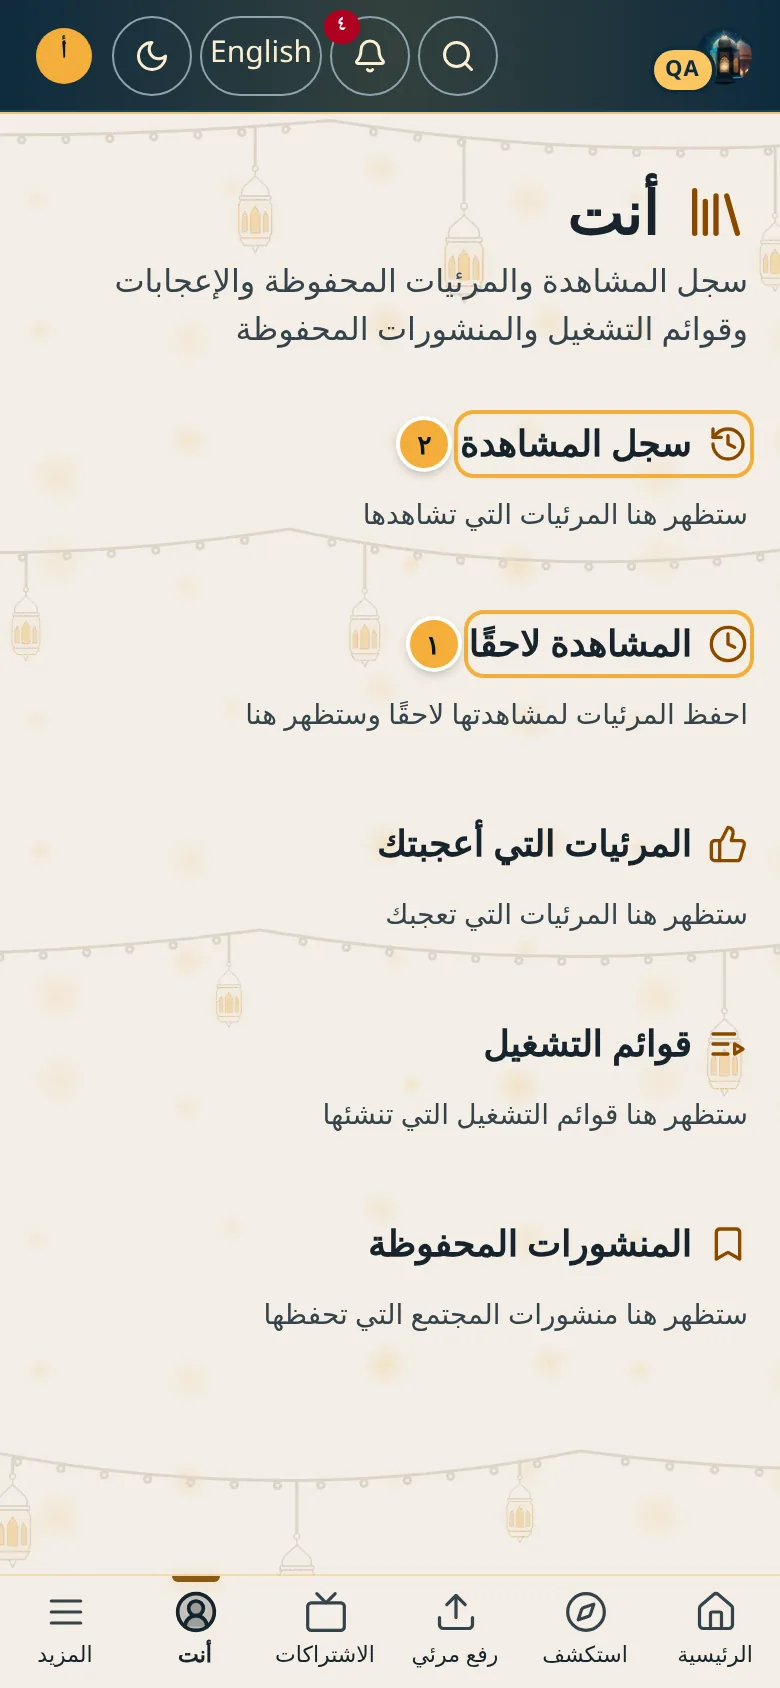 QA
٤
English
أ
أنت
سجل المشاهدة والمرئيات المحفوظة والإعجابات
وقوائم التشغيل والمنشورات المحفوظة
سجل المشاهدة
٢
ستظهر هنا المرئيات التي تشاهدها
المشاهدة لاحقًا
١
احفظ المرئيات لمشاهدتها لاحقًا وستظهر هنا
المرئيات التي أعجبتك
ستظهر هنا المرئيات التي تعجبك
قوائم التشغيل
ستظهر هنا قوائم التشغيل التي تنشئها
المنشورات المحفوظة
ستظهر هنا منشورات المجتمع التي تحفظها
الرئيسية
استكشف
رفع مرئي
الاشتراكات
أنت
المزيد